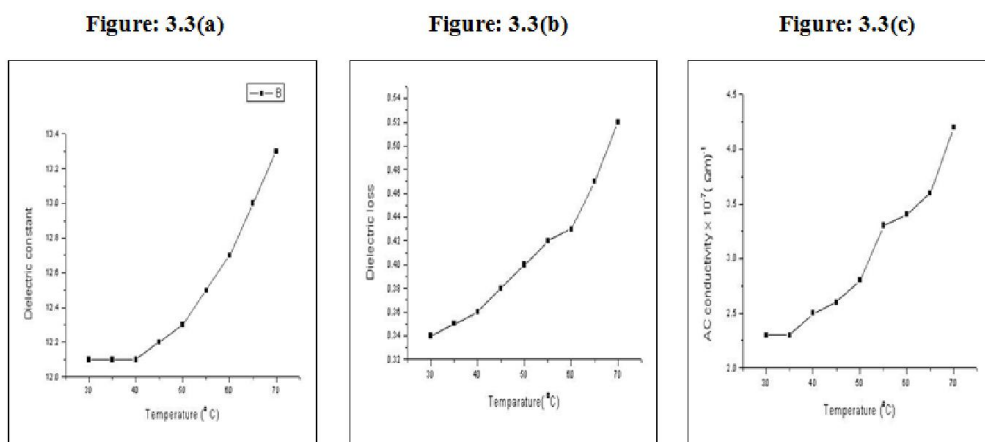 Figure: 3.3(a)
Figure: 3.3(b)
Figure: 3.3(c)
B
Dielectric constant
13.4
13.2
13.0
12.8
12.6
12.4
12.2
12.0
30 40 50 60 70
Temperature(°C)
Dielectric loss
0.54
0.52
0.50
0.48
0.46
0.44
0.42
0.40
0.38
0.36
0.34
0.32
30 40 50 60 70
Temparature(°C)
AC conductivity × 10⁻⁷( Ωm)⁻¹
4.5
4.0
3.5
3.0
2.5
2.0
30 40 50 60 70
Temperature (°C)